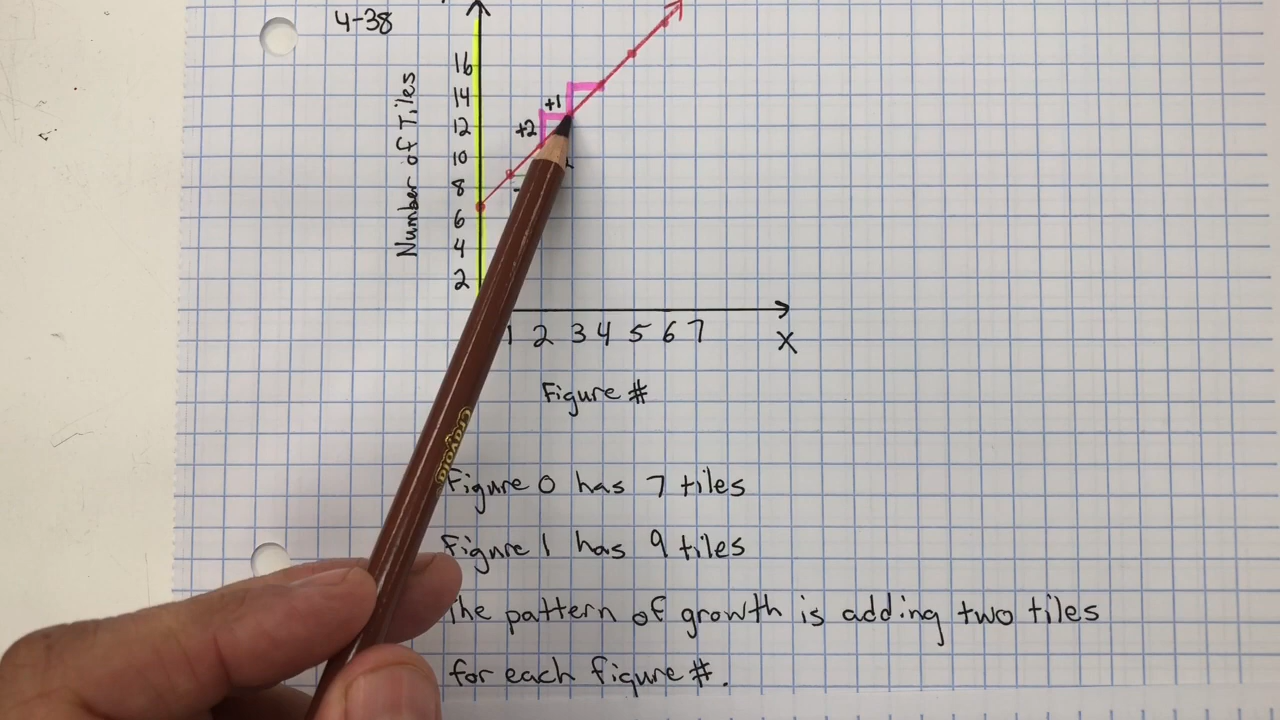 4-38
Number of Tiles
16
14
12
10
8
6
4
2
+1
+2
1 2 3 4 5 6 7
X
Figure #
crayola
Figure 0 has 7 tiles
Figure 1 has 9 tiles
The pattern of growth is adding two tiles
for each figure #.